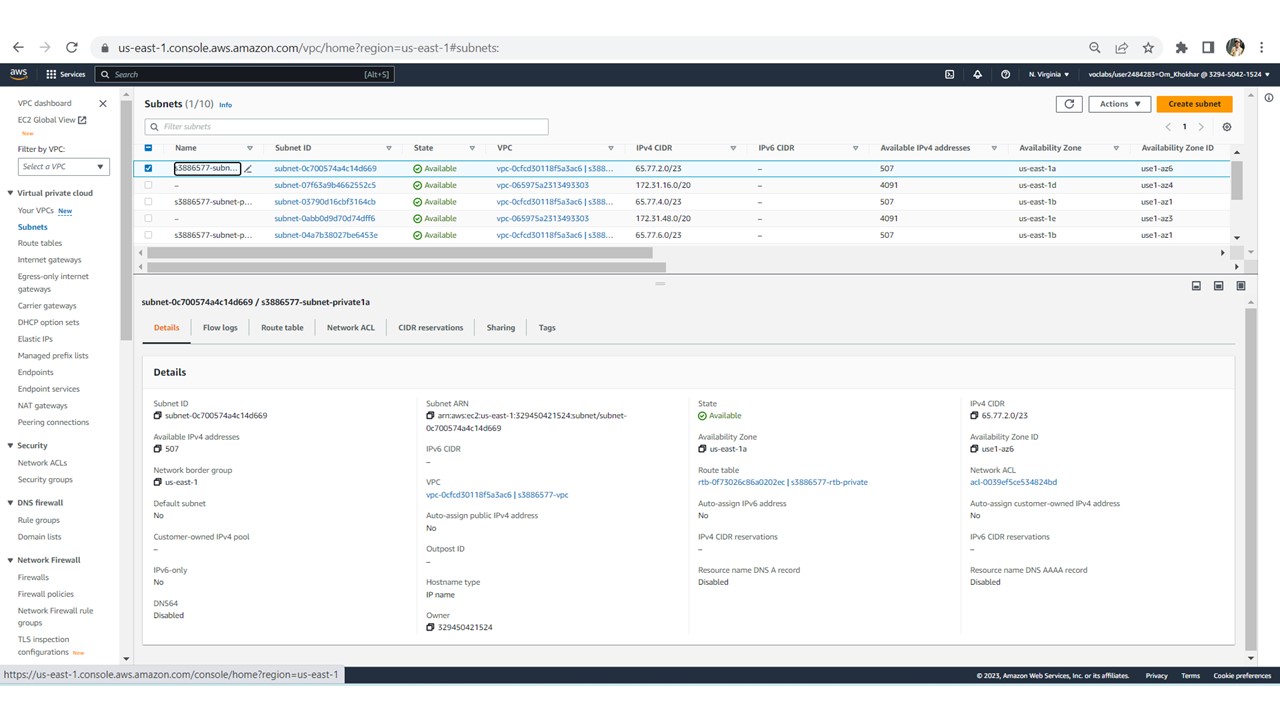 us-east-1.console.aws.amazon.com/vpc/home?region=us-east-1#subnets:
aws Services Search [Alt+S] N. Virginia voclabs/user2484283=Om_Khokhar @ 3294-5042-1524
VPC dashboard
EC2 Global View
New
Filter by VPC:
Select a VPC
Virtual private cloud
Your VPCs New
Subnets
Route tables
Internet gateways
Egress-only internet
gateways
Carrier gateways
DHCP option sets
Elastic IPs
Managed prefix lists
Endpoints
Endpoint services
NAT gateways
Peering connections
Security
Network ACLs
Security groups
DNS firewall
Rule groups
Domain lists
Network Firewall
Firewalls
Firewall policies
Network Firewall rule
groups
TLS inspection
configurations New
Subnets (1/10) Info
Actions Create subnet
Filter subnets
1
Name Subnet ID State VPC IPv4 CIDR IPv6 CIDR Available IPv4 addresses Availability Zone Availability Zone ID
s3886577-subn... subnet-0c700574a4c14d669 Available vpc-0cfcd30118f5a3ac6 | s388... 65.77.2.0/23 – 507 us-east-1a use1-az6
– subnet-07f63a9b4662552c5 Available vpc-065975a2313493303 172.31.16.0/20 – 4091 us-east-1d use1-az4
s3886577-subnet-p... subnet-03790d16cbf3164cb Available vpc-0cfcd30118f5a3ac6 | s388... 65.77.4.0/23 – 507 us-east-1b use1-az1
– subnet-0abb0d9d70d74dff6 Available vpc-065975a2313493303 172.31.48.0/20 – 4091 us-east-1e use1-az3
s3886577-subnet-p... subnet-04a7b38027be6453e Available vpc-0cfcd30118f5a3ac6 | s388... 65.77.6.0/23 – 507 us-east-1b use1-az1
subnet-0c700574a4c14d669 / s3886577-subnet-private1a
Details Flow logs Route table Network ACL CIDR reservations Sharing Tags
Details
Subnet ID
subnet-0c700574a4c14d669
Available IPv4 addresses
507
Network border group
us-east-1
Default subnet
No
Customer-owned IPv4 pool
–
IPv6-only
No
DNS64
Disabled
Subnet ARN
arn:aws:ec2:us-east-1:329450421524:subnet/subnet-
0c700574a4c14d669
IPv6 CIDR
–
VPC
vpc-0cfcd30118f5a3ac6 | s3886577-vpc
Auto-assign public IPv4 address
No
Outpost ID
–
Hostname type
IP name
Owner
329450421524
State
Available
Availability Zone
us-east-1a
Route table
rtb-0f73026c86a0202ec | s3886577-rtb-private
Auto-assign IPv6 address
No
IPv4 CIDR reservations
–
Resource name DNS A record
Disabled
IPv4 CIDR
65.77.2.0/23
Availability Zone ID
use1-az6
Network ACL
acl-0039ef5ce534824bd
Auto-assign customer-owned IPv4 address
No
IPv6 CIDR reservations
–
Resource name DNS AAAA record
Disabled
https://us-east-1.console.aws.amazon.com/console/home?region=us-east-1
© 2023, Amazon Web Services, Inc. or its affiliates. Privacy Terms Cookie preferences